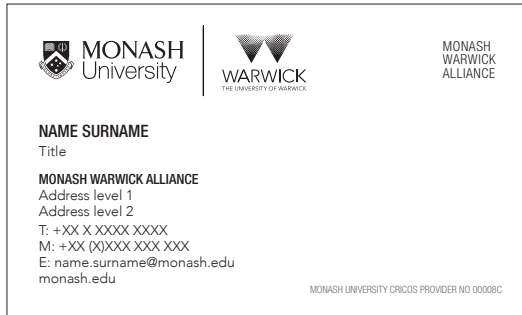 MONASH
University
WARWICK
THE UNIVERSITY OF WARWICK
MONASH
WARWICK
ALLIANCE
NAME SURNAME
Title
MONASH WARWICK ALLIANCE
Address level 1
Address level 2
T: +XX X XXXX XXXX
M: +XX (X)XXX XXX XXX
E: name.surname@monash.edu
monash.edu
MONASH UNIVERSITY CRICOS PROVIDER NO 00008C